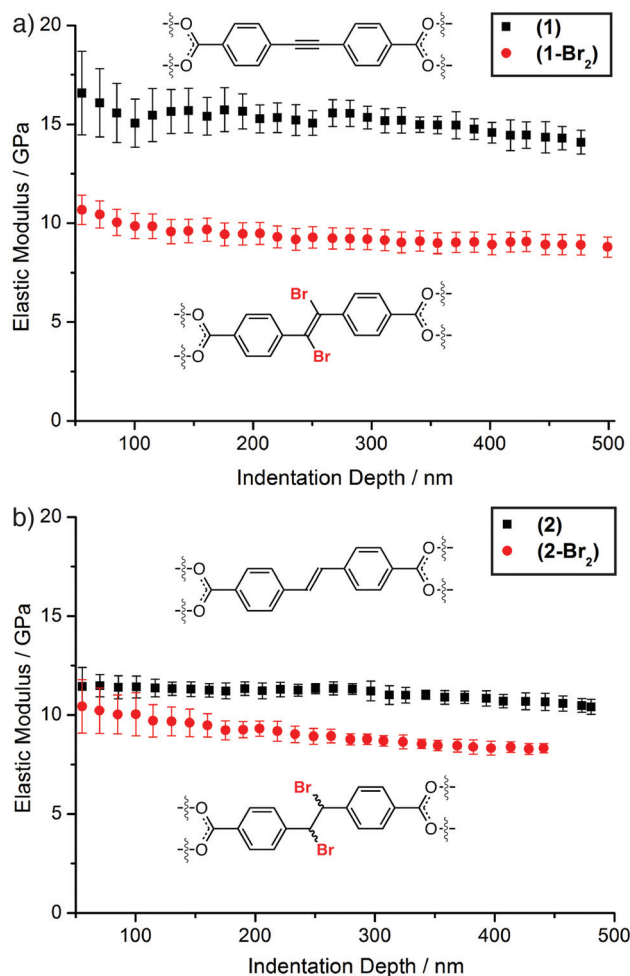 a)
(1)
(1-Br₂)
O
O
O
O
20
15
10
5
0
Elastic Modulus / GPa
Br
Br
O
O
O
O
100
200
300
400
500
Indentation Depth / nm
b)
(2)
(2-Br₂)
O
O
O
O
20
15
10
5
0
Elastic Modulus / GPa
Br
Br
O
O
O
O
100
200
300
400
500
Indentation Depth / nm